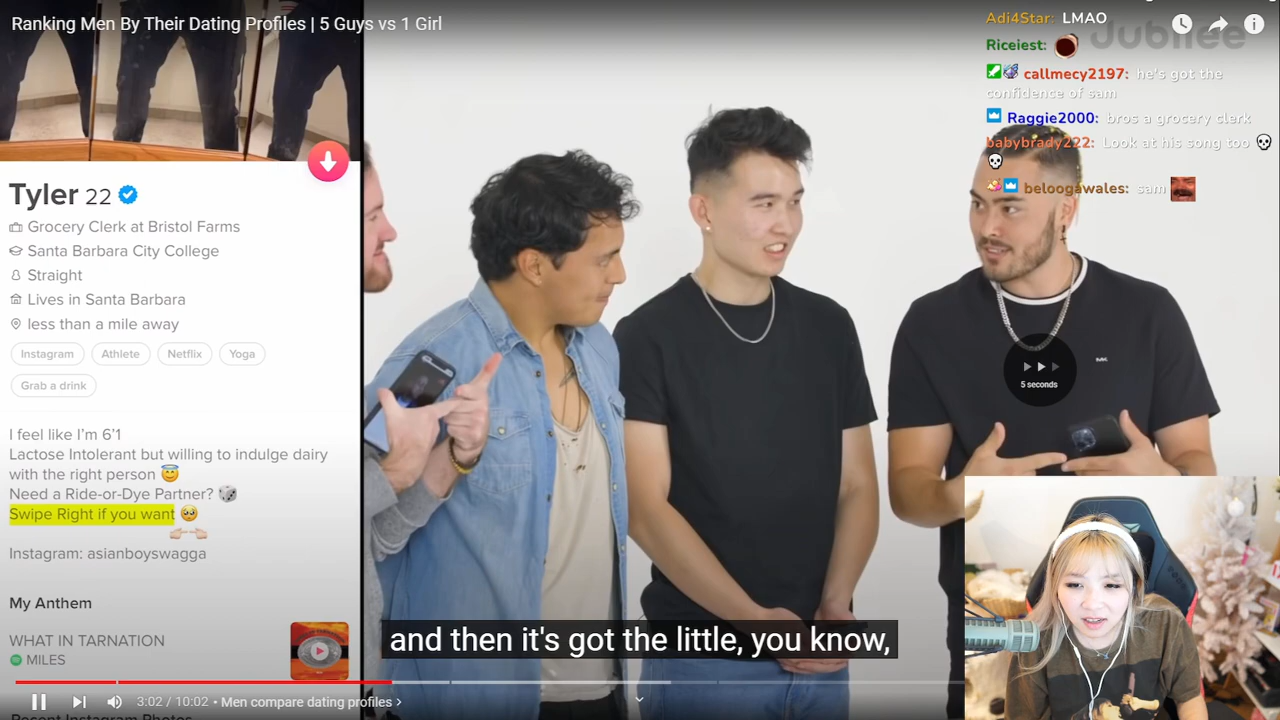 Ranking Men By Their Dating Profiles | 5 Guys vs 1 Girl
Jubilee
Adi4Star: LMAO
Riceiest:
callmecy2197: he's got the
confidence of sam
Raggie2000: bros a grocery clerk
babybrady222: Look at his song too
beloogawales: sam
Tyler 22
Grocery Clerk at Bristol Farms
Santa Barbara City College
Straight
Lives in Santa Barbara
less than a mile away
Instagram Athlete Netflix Yoga
Grab a drink
I feel like I'm 6'1
Lactose Intolerant but willing to indulge dairy
with the right person
Need a Ride-or-Dye Partner?
Swipe Right if you want
Instagram: asianboyswagga
My Anthem
WHAT IN TARNATION
MILES
5 seconds
MK
and then it's got the little, you know,
3:02 / 10:02 • Men compare dating profiles >
Recent Instagram Photos